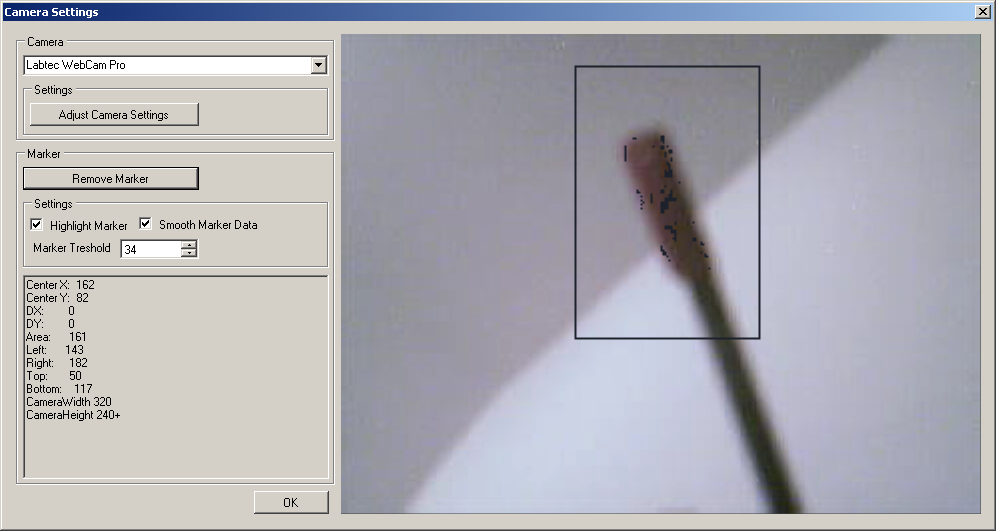 Camera Settings
Camera
Labtec WebCam Pro
Settings
Adjust Camera Settings
Marker
Remove Marker
Settings
Highlight Marker
Smooth Marker Data
Marker Treshold 34
Center X: 162
Center Y: 82
DX: 0
DY: 0
Area: 161
Left: 143
Right: 182
Top: 50
Bottom: 117
CameraWidth 320
CameraHeight 240+
OK